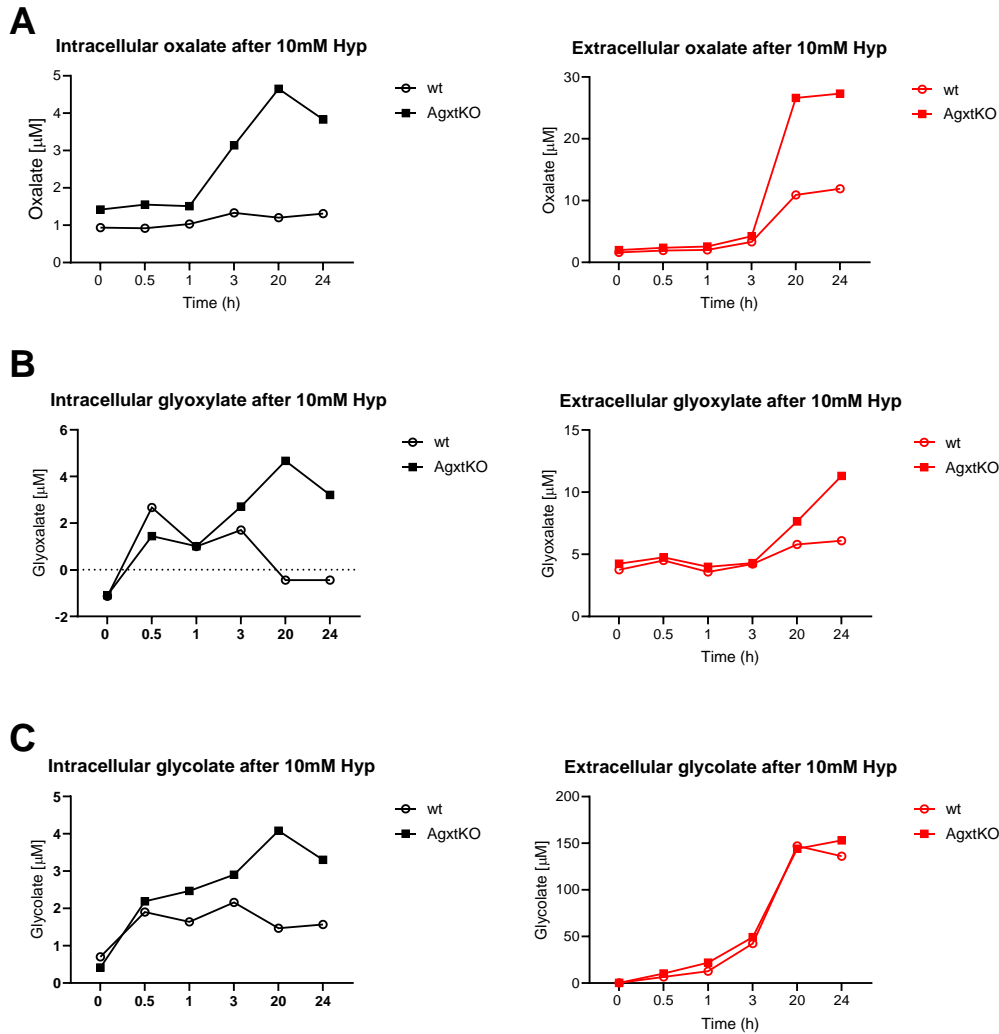 A
Intracellular oxalate after 10mM Hyp
Oxalate [µM]
5
4
3
2
1
0
0 0.5 1 3 20 24
Time (h)
wt
AgxtKO
Extracellular oxalate after 10mM Hyp
Oxalate [µM]
30
20
10
0
0 0.5 1 3 20 24
Time (h)
wt
AgxtKO
B
Intracellular glyoxylate after 10mM Hyp
Glyoxalate [µM]
6
4
2
0
-2
0 0.5 1 3 20 24
wt
AgxtKO
Extracellular glyoxylate after 10mM Hyp
Glyoxalate [µM]
15
10
5
0
0 0.5 1 3 20 24
Time (h)
wt
AgxtKO
C
Intracellular glycolate after 10mM Hyp
Glycolate [µM]
5
4
3
2
1
0
0 0.5 1 3 20 24
wt
AgxtKO
Extracellular glycolate after 10mM Hyp
Glycolate [µM]
200
150
100
50
0
0 0.5 1 3 20 24
Time (h)
wt
AgxtKO